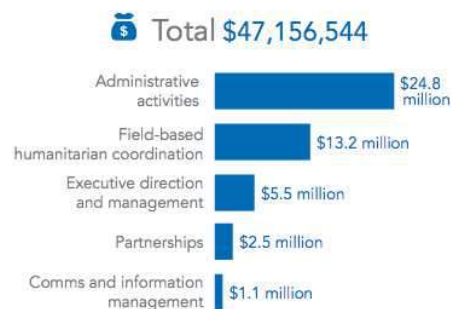 Total $47,156,544
Administrative
activities
$24.8
million
Field-based
humanitarian coordination
$13.2 million
Executive direction
and management
$5.5 million
Partnerships
$2.5 million
Comms and information
management
$1.1 million